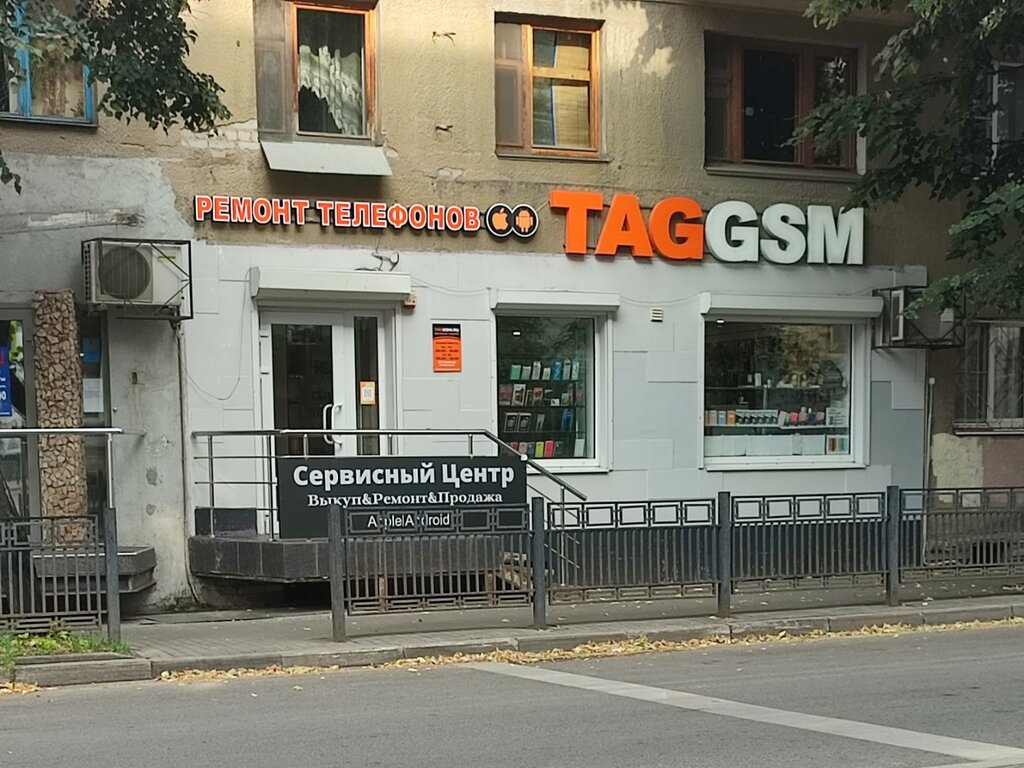 РЕМОНТ ТЕЛЕФОНОВ
TAGGSM
Сервисный Центр
Выкуп&Ремонт&Продажа
Apple|Android